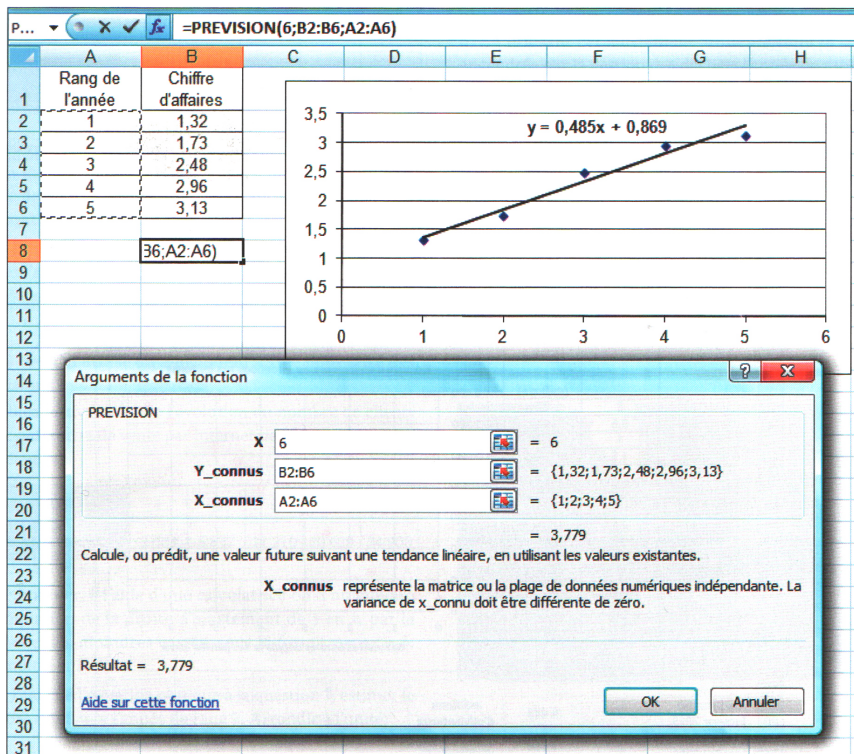 P... =PREVISION(6;B2:B6;A2:A6)
A B C D E F G H
1 Rang de l'année Chiffre d'affaires
2 1 1,32
3 2 1,73
4 3 2,48
5 4 2,96
6 5 3,13
7
8 B6;A2:A6)
9
10
11
12
13
14
15
16
17
18
19
20
21
22
23
24
25
26
27
28
29
30
31
y = 0,485x + 0,869
3,5
3
2,5
2
1,5
1
0,5
0
0 1 2 3 4 5 6
Arguments de la fonction ? X
PREVISION
X 6 = 6
Y_connus B2:B6 = {1,32;1,73;2,48;2,96;3,13}
X_connus A2:A6 = {1;2;3;4;5}
= 3,779
Calcule, ou prédit, une valeur future suivant une tendance linéaire, en utilisant les valeurs existantes.
X_connus représente la matrice ou la plage de données numériques indépendante. La
variance de x_connu doit être différente de zéro.
Résultat = 3,779
Aide sur cette fonction OK Annuler